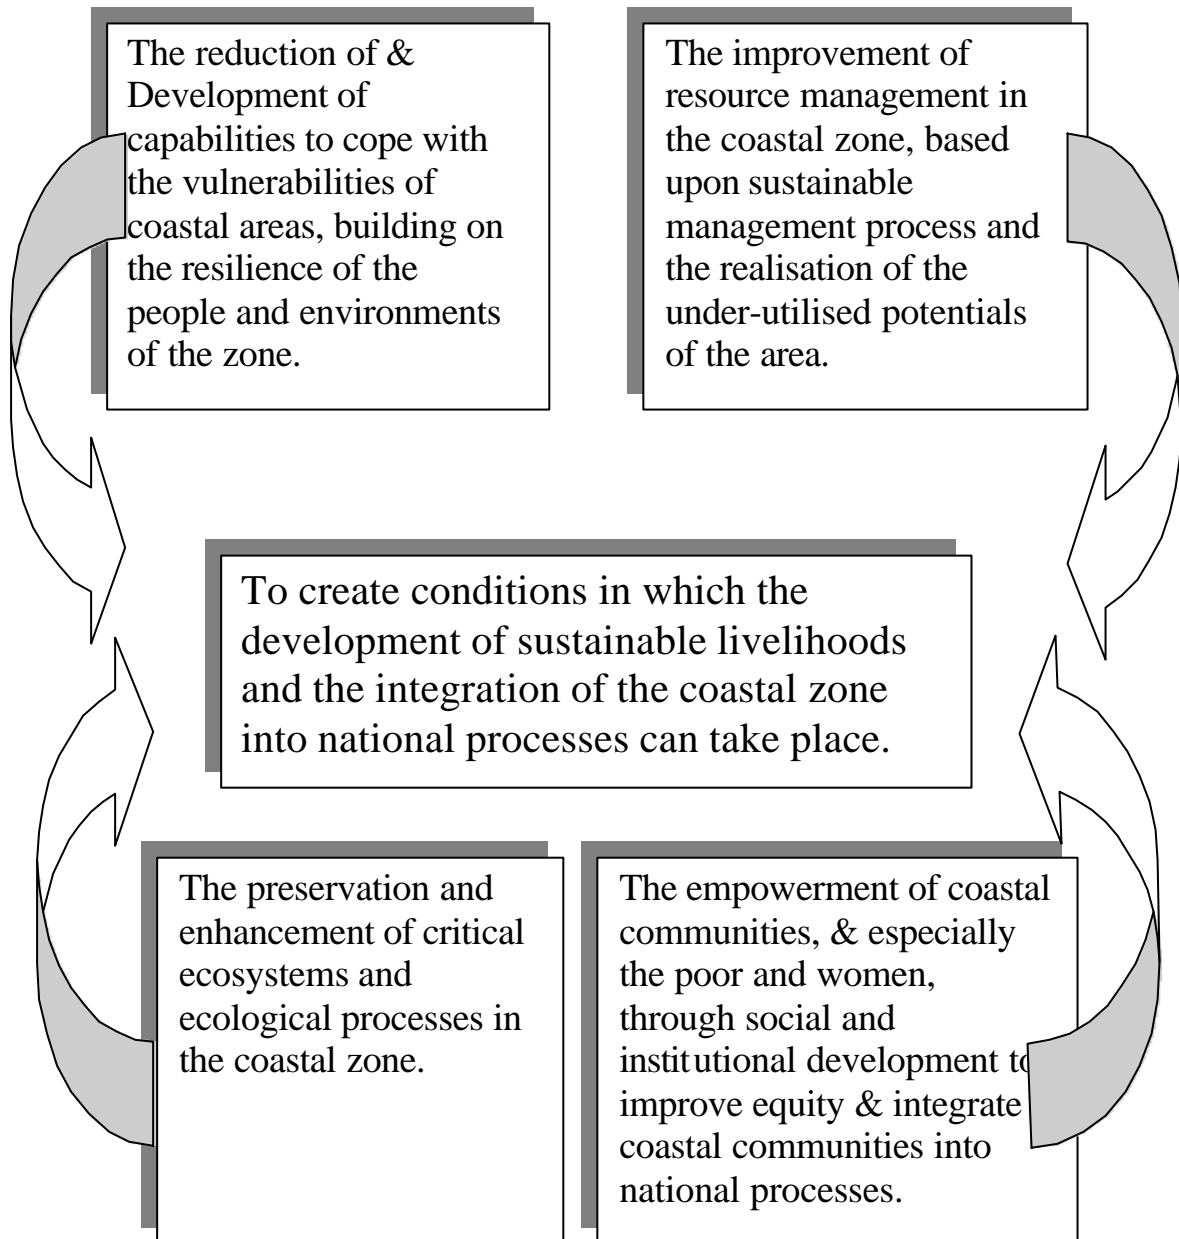 The reduction of &
Development of
capabilities to cope with
the vulnerabilities of
coastal areas, building on
the resilience of the
people and environments
of the zone.
The improvement of
resource management in
the coastal zone, based
upon sustainable
management process and
the realisation of the
under-utilised potentials
of the area.
To create conditions in which the
development of sustainable livelihoods
and the integration of the coastal zone
into national processes can take place.
The preservation and
enhancement of critical
ecosystems and
ecological processes in
the coastal zone.
The empowerment of coastal
communities, & especially
the poor and women,
through social and
institutional development to
improve equity & integrate
coastal communities into
national processes.